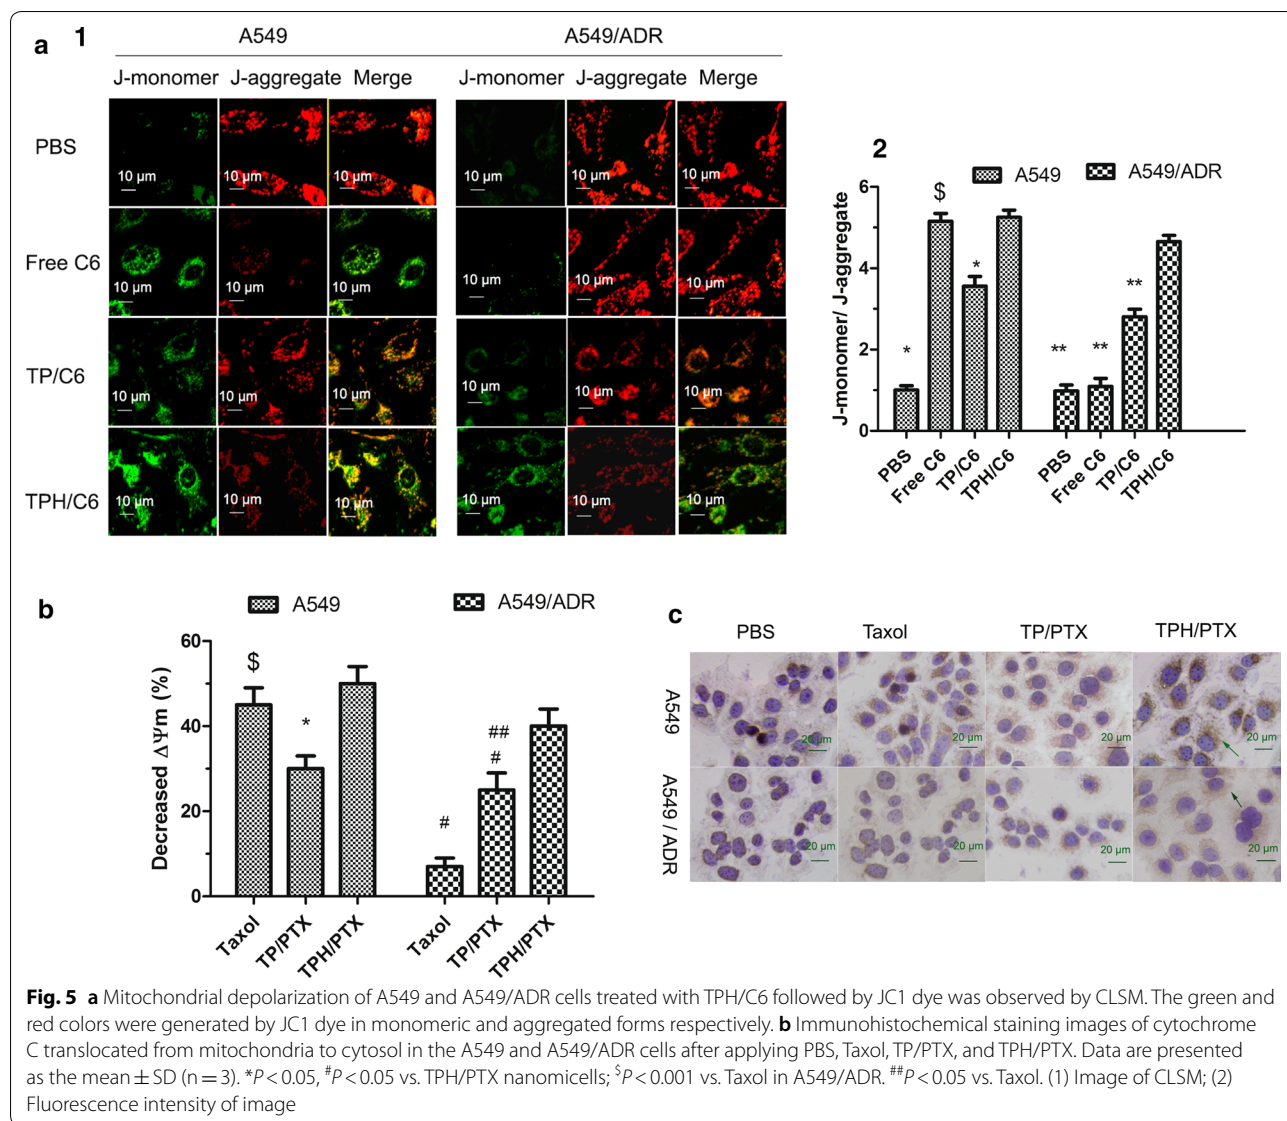 a 1 A549 A549/ADR
J-monomer J-aggregate Merge J-monomer J-aggregate Merge
PBS
10 µm 10 µm 10 µm 10 µm 10 µm 10 µm
Free C6
10 µm 10 µm 10 µm 10 µm 10 µm 10 µm
TP/C6
10 µm 10 µm 10 µm 10 µm 10 µm 10 µm
TPH/C6
10 µm 10 µm 10 µm 10 µm 10 µm 10 µm
2
A549 A549/ADR
J-monomer/ J-aggregate
6
4
2
0
* $ * ** ** **
PBS Free C6 TP/C6 TPH/C6 PBS Free C6 TP/C6 TPH/C6
b
A549 A549/ADR
Decreased ΔΨm (%)
60
40
20
0
$ * # ##
#
Taxol TP/PTX TPH/PTX Taxol TP/PTX TPH/PTX
c
PBS Taxol TP/PTX TPH/PTX
A549
20 µm 20 µm 20 µm 20 µm
A549 / ADR
20 µm 20 µm 20 µm 20 µm
Fig. 5 a Mitochondrial depolarization of A549 and A549/ADR cells treated with TPH/C6 followed by JC1 dye was observed by CLSM. The green and
red colors were generated by JC1 dye in monomeric and aggregated forms respectively. b Immunohistochemical staining images of cytochrome
C translocated from mitochondria to cytosol in the A549 and A549/ADR cells after applying PBS, Taxol, TP/PTX, and TPH/PTX. Data are presented
as the mean ± SD (n = 3). *P < 0.05, #P < 0.05 vs. TPH/PTX nanomicells; $P < 0.001 vs. Taxol in A549/ADR. ##P < 0.05 vs. Taxol. (1) Image of CLSM; (2)
Fluorescence intensity of image